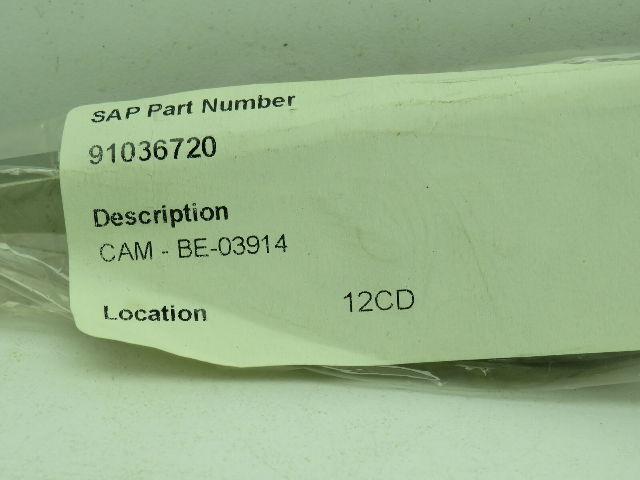 SAP Part Number
91036720
Description
CAM - BE-03914
Location 12CD